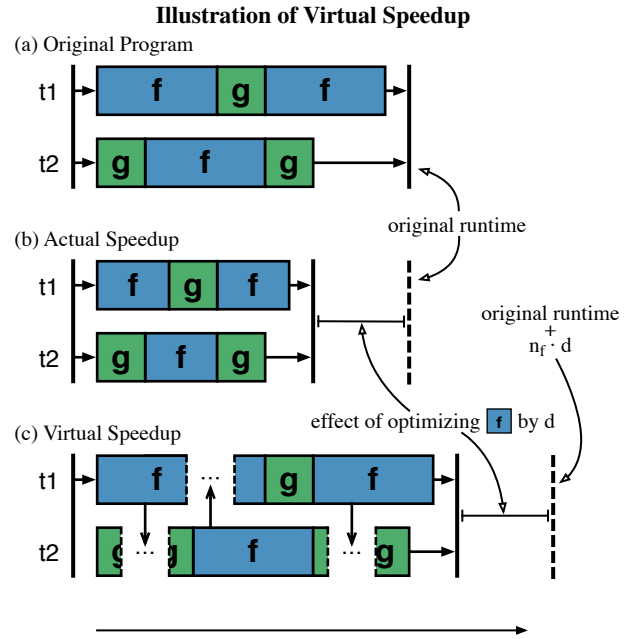 Illustration of Virtual Speedup
(a) Original Program
t1 f g f
t2 g f g
original runtime
(b) Actual Speedup
t1 f g f
t2 g f g
original runtime
+
n_f · d
effect of optimizing f by d
(c) Virtual Speedup
t1 f ... g f
t2 g ... g f ... g